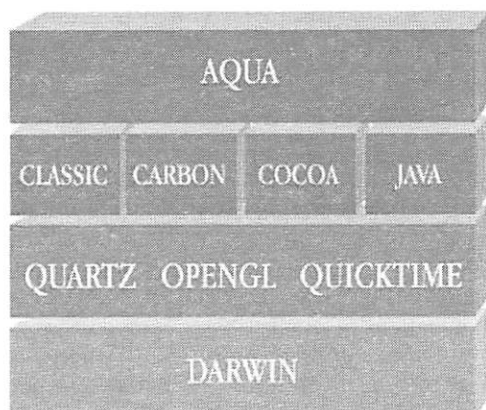 AQUA
CLASSIC CARBON COCOA JAVA
QUARTZ OPENGL QUICKTIME
DARWIN